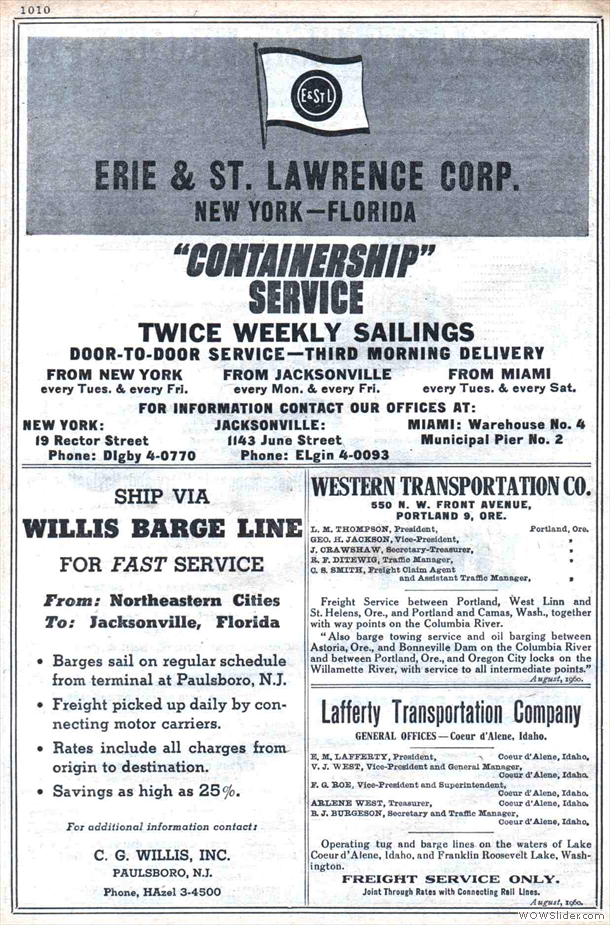 1010
E & ST L
ERIE & ST. LAWRENCE CORP.
NEW YORK—FLORIDA
"CONTAINERSHIP"
SERVICE
TWICE WEEKLY SAILINGS
DOOR-TO-DOOR SERVICE—THIRD MORNING DELIVERY
FROM NEW YORK FROM JACKSONVILLE FROM MIAMI
every Tues. & every Fri. every Mon. & every Fri. every Tues. & every Sat.
FOR INFORMATION CONTACT OUR OFFICES AT:
NEW YORK: JACKSONVILLE: MIAMI: Warehouse No. 4
19 Rector Street 1143 June Street Municipal Pier No. 2
Phone: DIgby 4-0770 Phone: ELgin 4-0093
SHIP VIA
WILLIS BARGE LINE
FOR FAST SERVICE
From: Northeastern Cities
To: Jacksonville, Florida
• Barges sail on regular schedule
from terminal at Paulsboro, N.J.
• Freight picked up daily by con-
necting motor carriers.
• Rates include all charges from
origin to destination.
• Savings as high as 25%.
For additional information contact:
C. G. WILLIS, INC.
PAULSBORO, N.J.
Phone, HAzel 3-4500
WESTERN TRANSPORTATION CO.
550 N. W. FRONT AVENUE,
PORTLAND 9, ORE.
L. M. THOMPSON, President, Portland, Ore.
GEO. H. JACKSON, Vice-President, "
J. CRAWSHAW, Secretary-Treasurer, "
R. F. DITEWIG, Traffic Manager, "
C. S. SMITH, Freight Claim Agent
and Assistant Traffic Manager, "
Freight Service between Portland, West Linn and
St. Helens, Ore., and Portland and Camas, Wash., together
with way points on the Columbia River.
"Also barge towing service and oil barging between
Astoria, Ore., and Bonneville Dam on the Columbia River
and between Portland, Ore., and Oregon City locks on the
Willamette River, with service to all intermediate points."
August, 1960.
Lafferty Transportation Company
GENERAL OFFICES—Coeur d'Alene, Idaho.
E. M. LAFFERTY, President, Coeur d'Alene, Idaho.
V. J. WEST, Vice-President and General Manager,
Coeur d'Alene, Idaho.
F. G. ROE, Vice-President and Superintendent,
Coeur d'Alene, Idaho.
ARLENE WEST, Treasurer, Coeur d'Alene, Idaho.
B. J. BURGESON, Secretary and Traffic Manager,
Coeur d'Alene, Idaho.
Operating tug and barge lines on the waters of Lake
Coeur d'Alene, Idaho, and Franklin Roosevelt Lake, Wash-
ington.
FREIGHT SERVICE ONLY.
Joint Through Rates with Connecting Rail Lines.
August, 1960.
WOWSlider.com